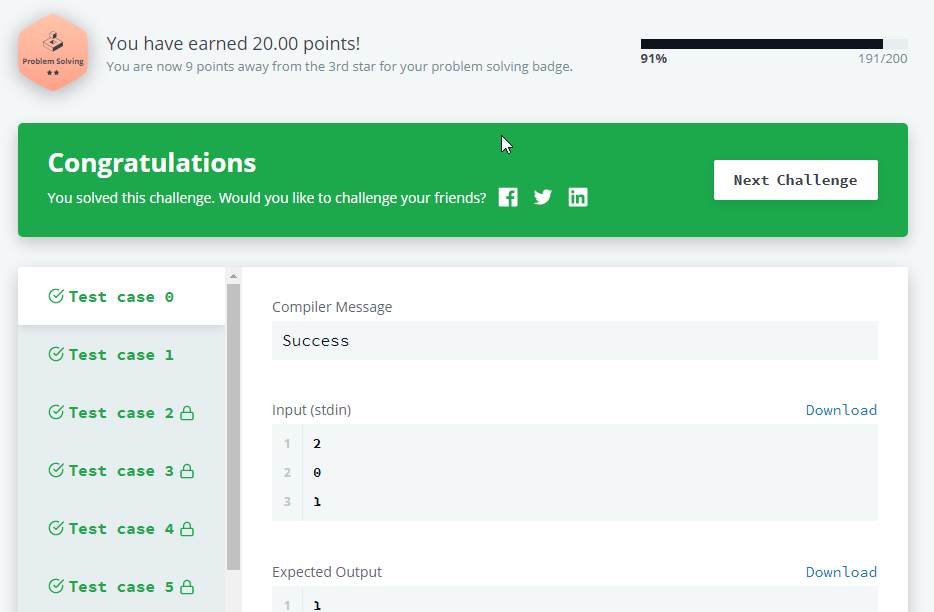 Problem Solving
You have earned 20.00 points!
You are now 9 points away from the 3rd star for your problem solving badge.
91%
191/200
Congratulations
You solved this challenge. Would you like to challenge your friends?
Next Challenge
Test case 0
Test case 1
Test case 2
Test case 3
Test case 4
Test case 5
Compiler Message
Success
Input (stdin)
Download
1 2
2 0
3 1
Expected Output
Download
1 1